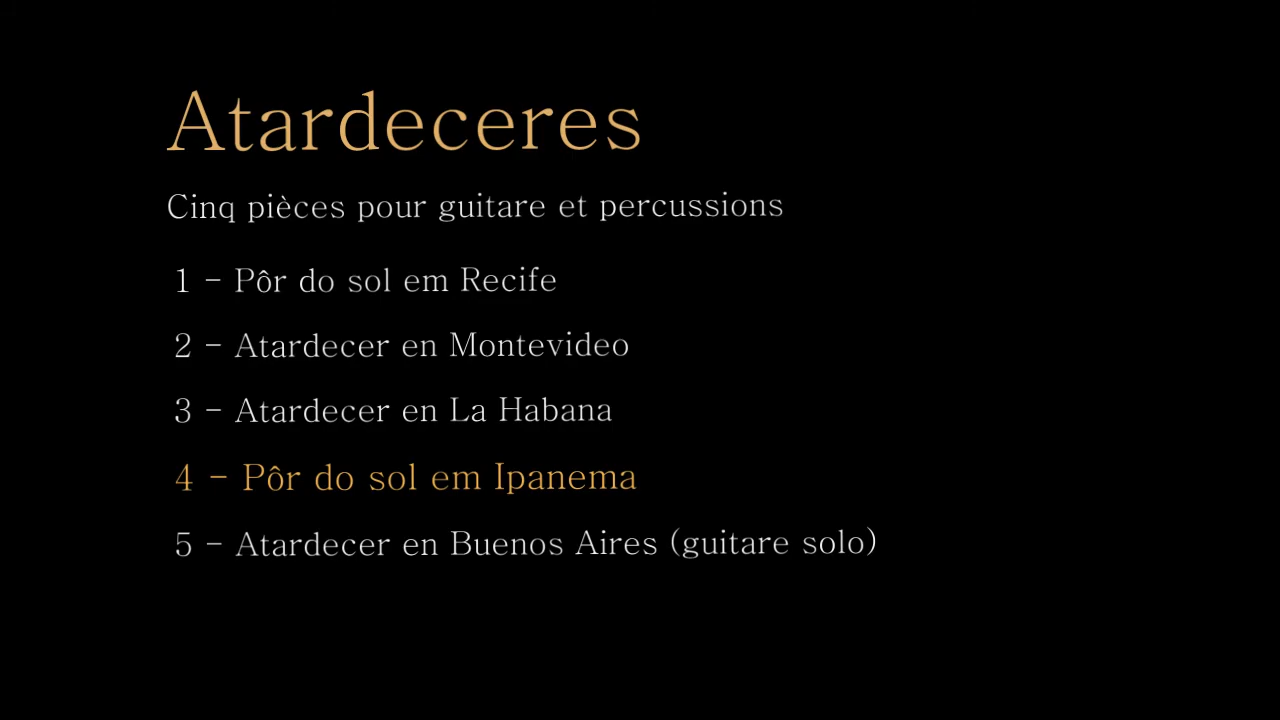 Atardeceres
Cinq pièces pour guitare et percussions
1 - Pôr do sol em Recife
2 - Atardecer en Montevideo
3 - Atardecer en La Habana
4 - Pôr do sol em Ipanema
5 - Atardecer en Buenos Aires (guitare solo)